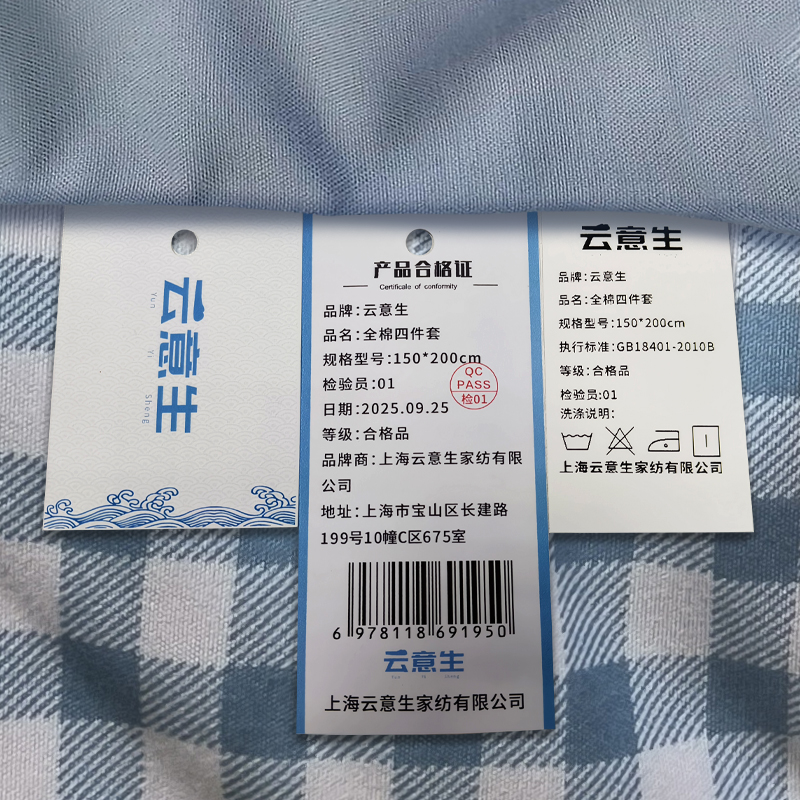 云意生
Yun Yi Sheng
产品合格证
Certificate of conformity
品牌:云意生
品名:全棉四件套
规格型号:150*200cm
检验员:01
日期:2025.09.25
等级:合格品
品牌商:上海云意生家纺有限
公司
地址:上海市宝山区长建路
199号10幢C区675室
QC
PASS
检01
6 978118 691950
云意生
Yun Yi Sheng
上海云意生家纺有限公司
云意生
品牌:云意生
品名:全棉四件套
规格型号:150*200cm
执行标准:GB18401-2010B
等级:合格品
检验员:01
洗涤说明:
上海云意生家纺有限公司